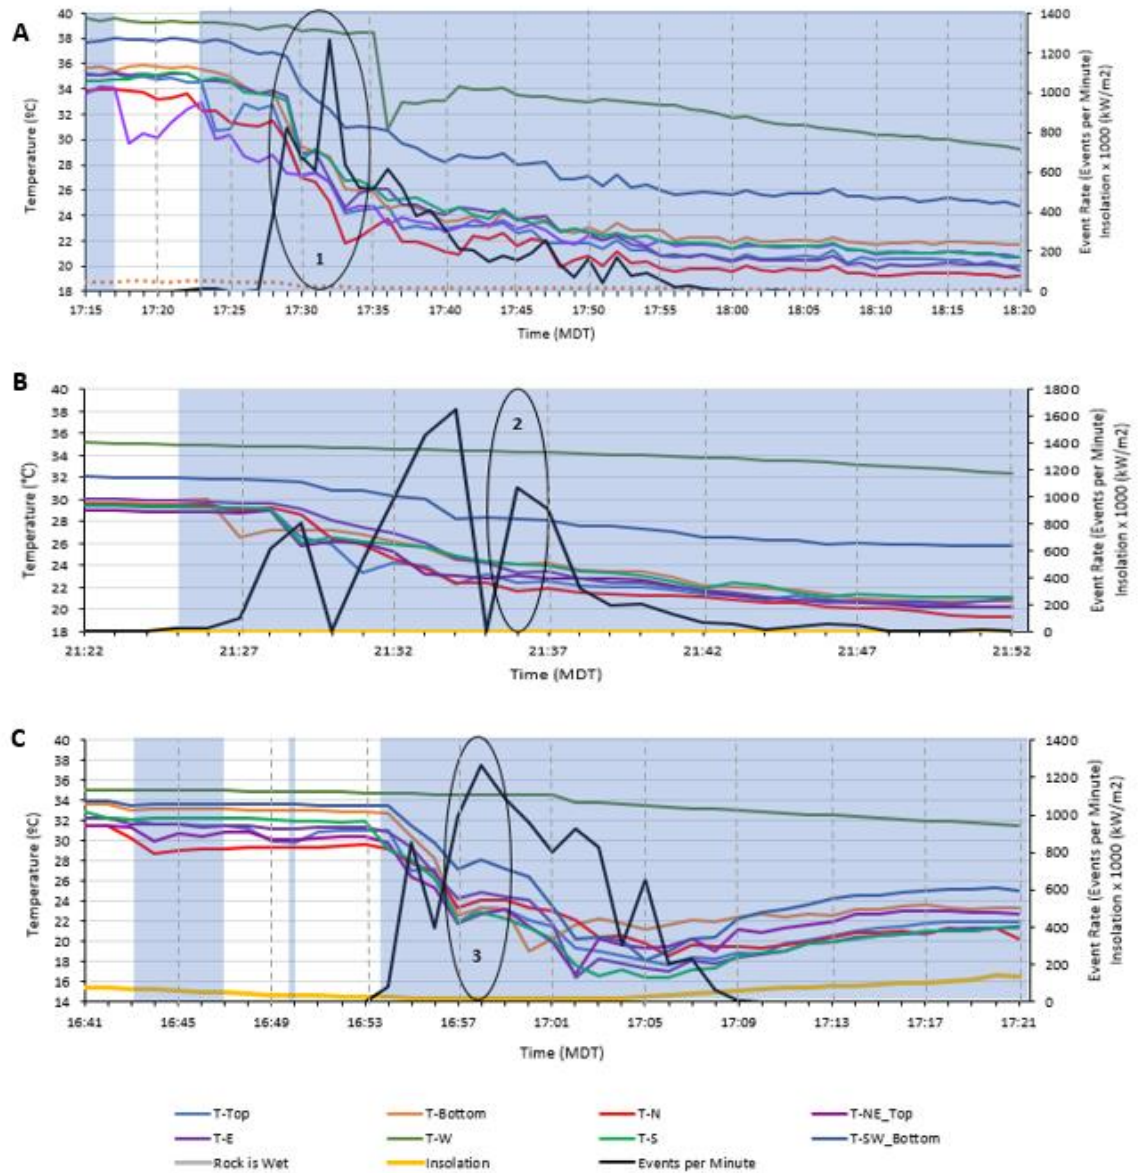 A
40 38 36 34 32 30 28 26 24 22 20 18
Temperature (ºC)
1400 1200 1000 800 600 400 200 0
Event Rate (Events per Minute)
Insolation x 1000 (kW/m2)
1
17:15 17:20 17:25 17:30 17:35 17:40 17:45 17:50 17:55 18:00 18:05 18:10 18:15 18:20
Time (MDT)
B
40 38 36 34 32 30 28 26 24 22 20 18
Temperature (°C)
1800 1600 1400 1200 1000 800 600 400 200 0
Event Rate (Events per Minute)
Insolation x 1000 (kW/m2)
2
21:22 21:27 21:32 21:37 21:42 21:47 21:52
Time (MDT)
C
40 38 36 34 32 30 28 26 24 22 20 18 16 14
Temperature (ºC)
1400 1200 1000 800 600 400 200 0
Event Rate (Events per Minute)
Insolation x 1000 (kW/m2)
3
16:41 16:45 16:49 16:53 16:57 17:01 17:05 17:09 17:13 17:17 17:21
Time (MDT)
T-Top T-Bottom T-N T-NE_Top
T-E T-W T-S T-SW_Bottom
Rock is Wet Insolation Events per Minute